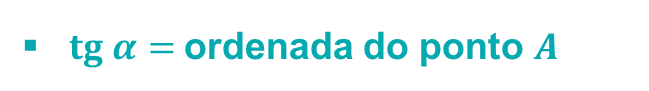 ▪ tg α = ordenada do ponto A